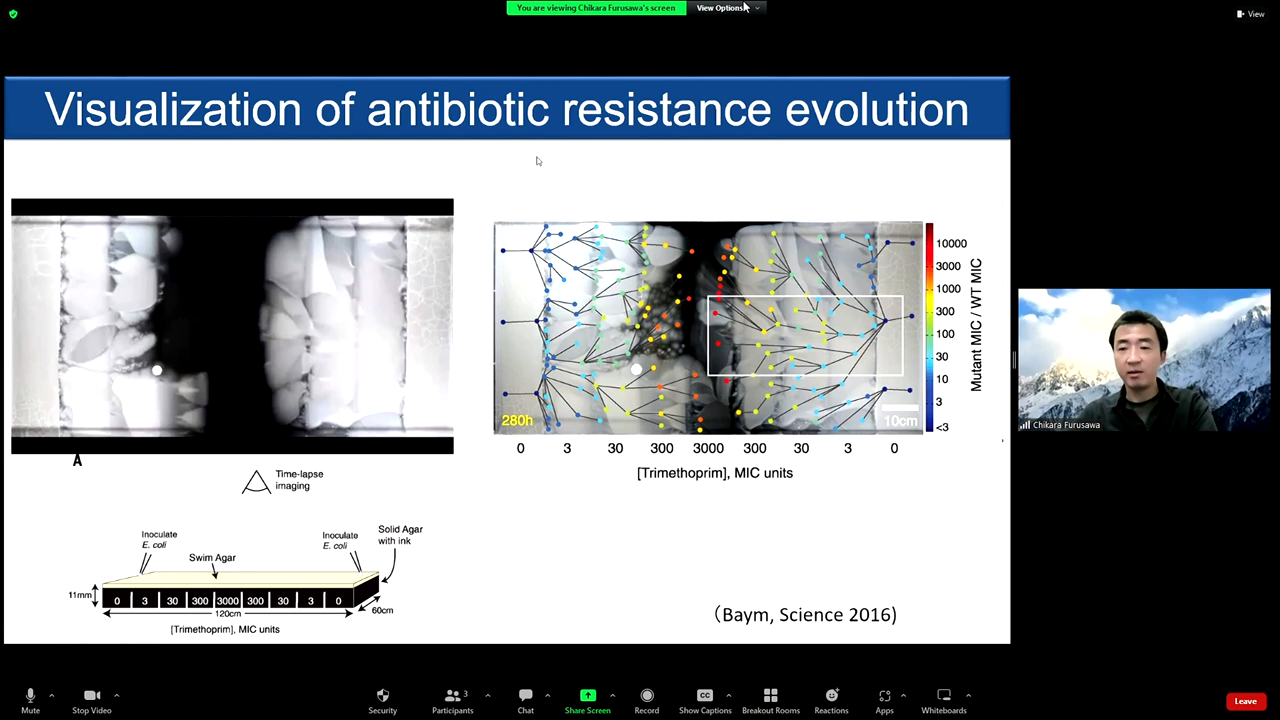 You are viewing Chikara Furusawa's screen
View Options
View
Visualization of antibiotic resistance evolution
280h
10cm
0 3 30 300 3000 300 30 3 0
[Trimethoprim], MIC units
10000
3000
1000
300
100
30
10
3
<3
Mutant MIC / WT MIC
Chikara Furusawa
A
Time-lapse
imaging
Inoculate
E. coli
Swim Agar
Inoculate
E. coli
Solid Agar
with ink
11mm
0 3 30 300 3000 300 30 3 0
120cm
60cm
[Trimethoprim], MIC units
(Baym, Science 2016)
Mute
Stop Video
Security
Participants
3
Chat
Share Screen
Record
CC
Show Captions
Breakout Rooms
Reactions
Apps
Whiteboards
Leave